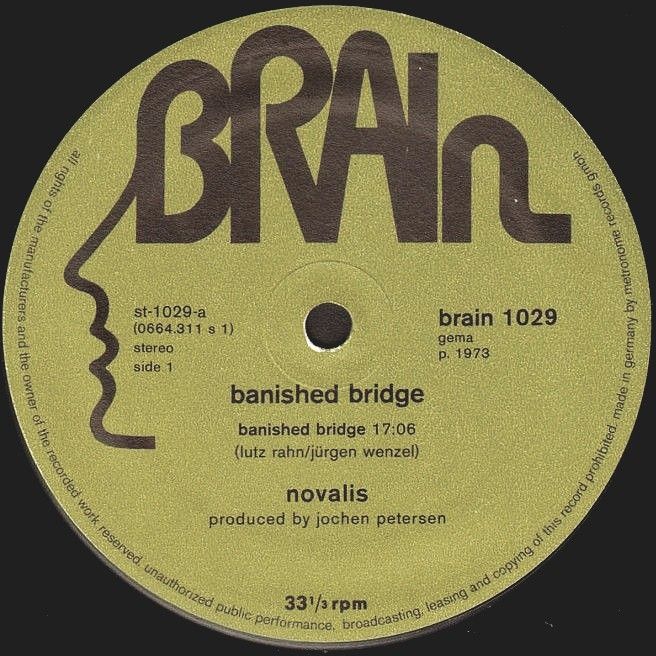 BRAIn
st-1029-a
(0664.311 s 1)
stereo
side 1
brain 1029
gema
p. 1973
banished bridge
banished bridge 17:06
(lutz rahn/jürgen wenzel)
novalis
produced by jochen petersen
33 1/3 rpm
all rights of the manufacturers and the owner of the recorded work reserved, unauthorized public performance, broadcasting, leasing and copying of this record prohibited. made in germany by metronome records gmbh